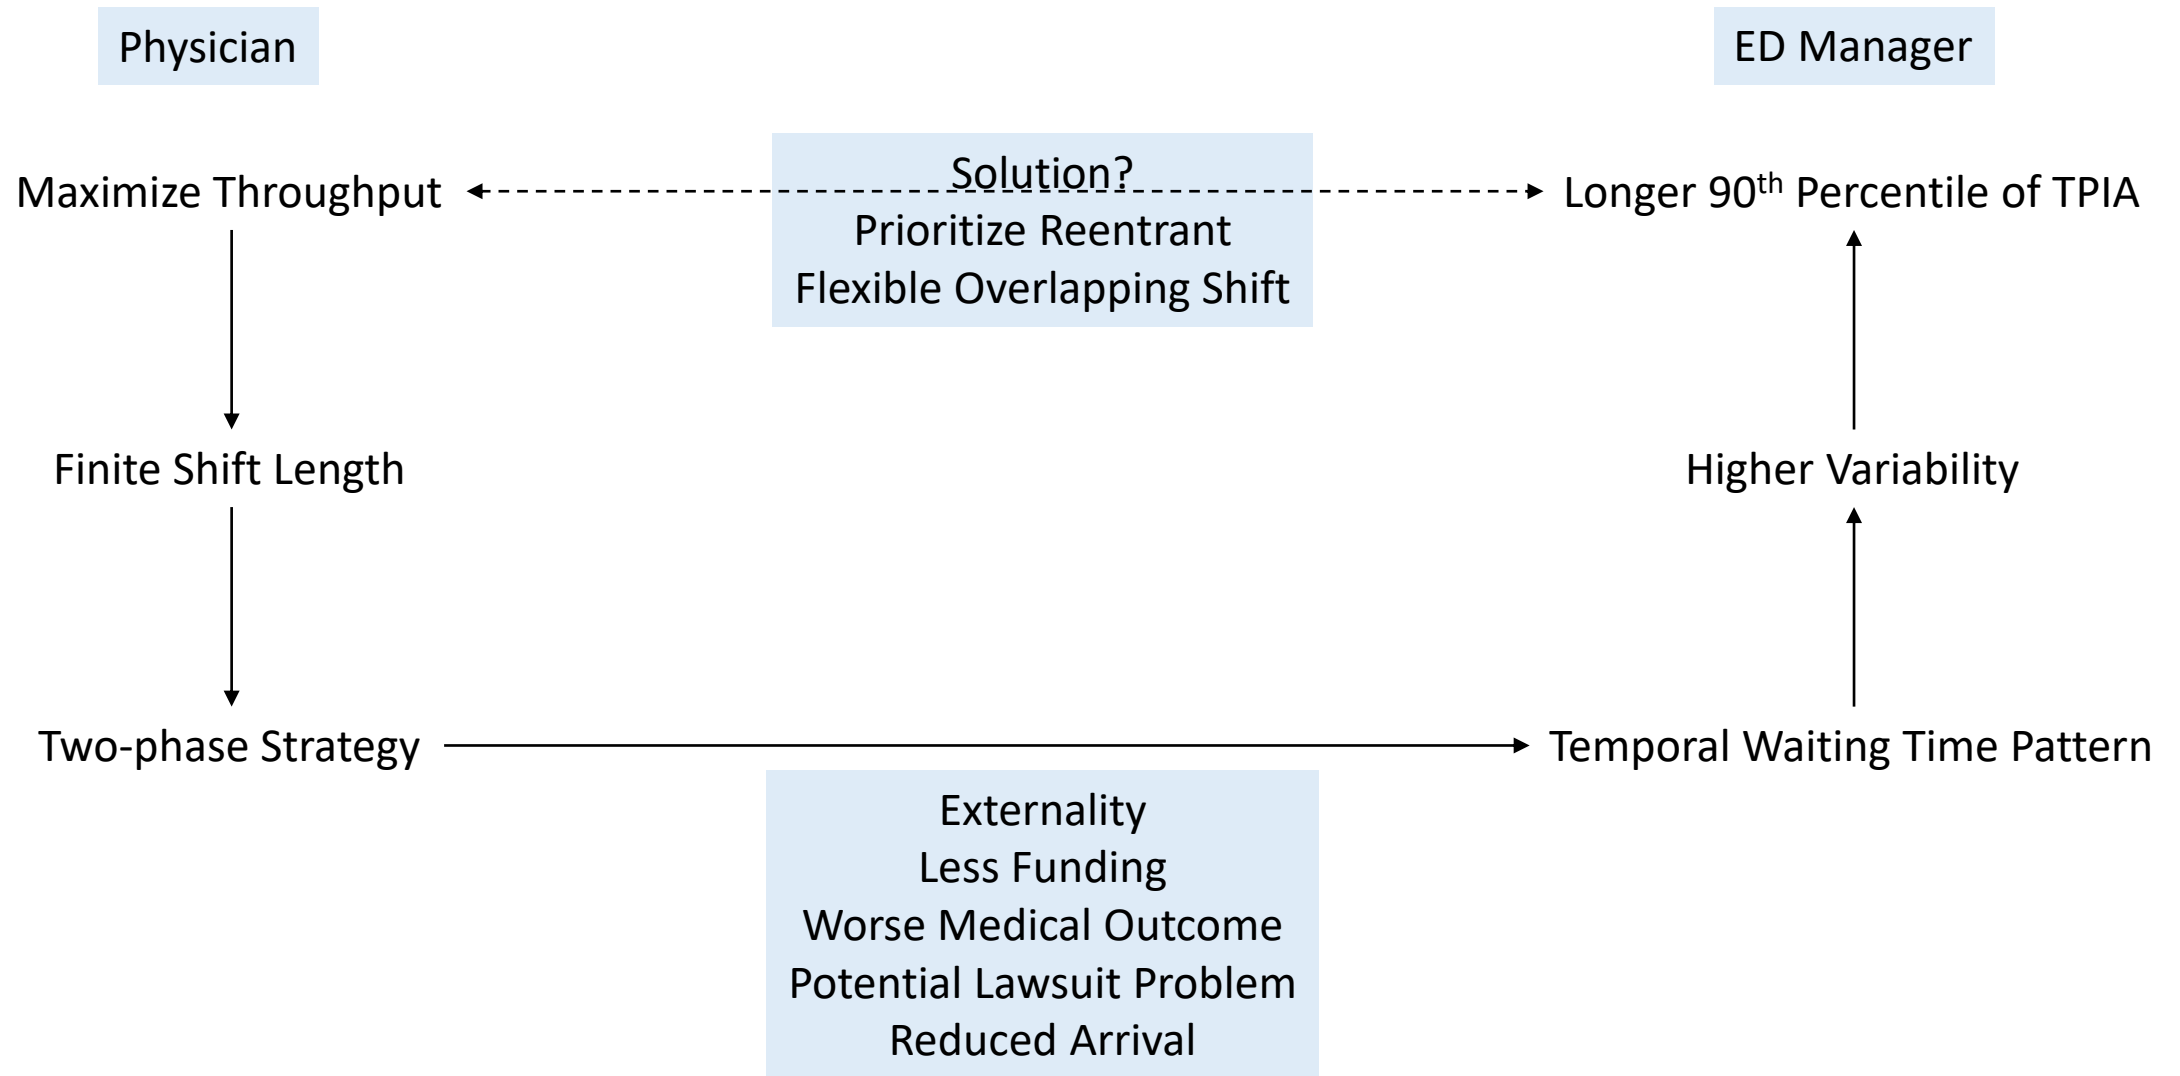 Physician
ED Manager
Solution?
Maximize Throughput
Longer 90th Percentile of TPIA
Prioritize Reentrant
Flexible Overlapping Shift
Finite Shift Length
Higher Variability
Two-phase Strategy
Temporal Waiting Time Pattern
Externality
Less Funding
Worse Medical Outcome
Potential Lawsuit Problem
Reduced Arrival